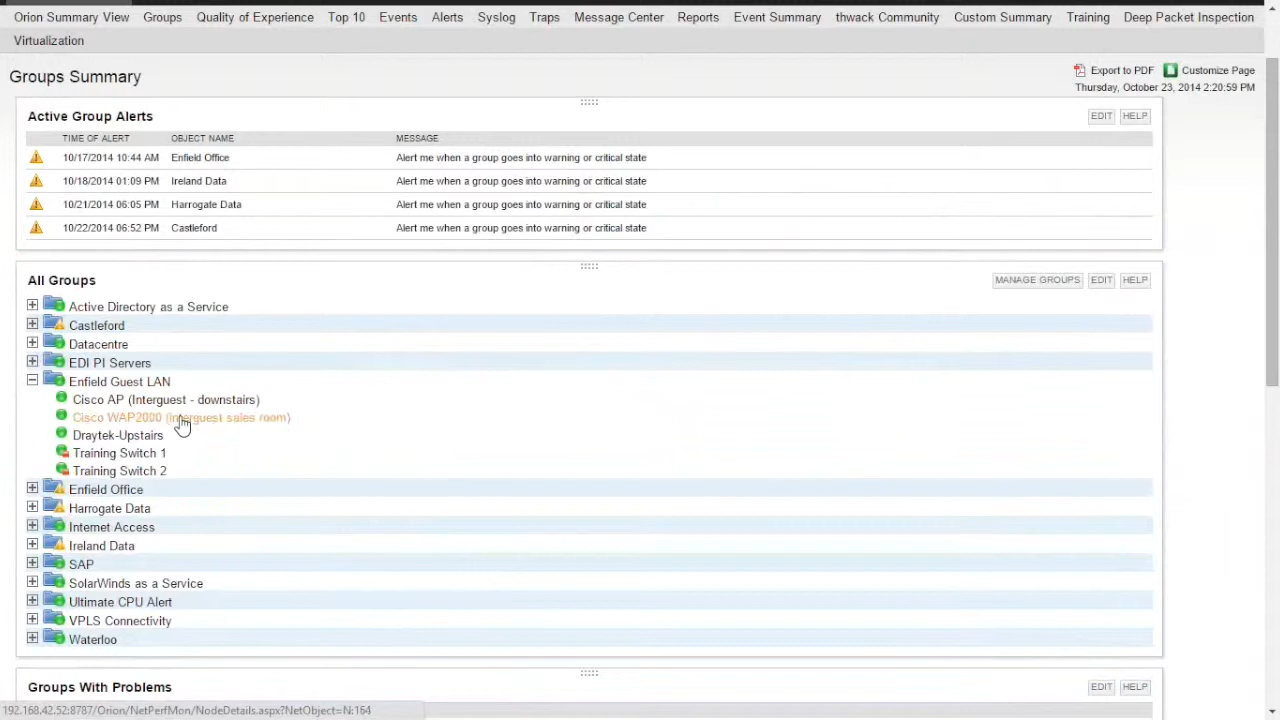 Orion Summary View Groups Quality of Experience Top 10 Events Alerts Syslog Traps Message Center Reports Event Summary thwack Community Custom Summary Training Deep Packet Inspection
Virtualization
Groups Summary
Export to PDF Customize Page
Thursday, October 23, 2014 2:20:59 PM
Active Group Alerts EDIT HELP
TIME OF ALERT OBJECT NAME MESSAGE
10/17/2014 10:44 AM Enfield Office Alert me when a group goes into warning or critical state
10/18/2014 01:09 PM Ireland Data Alert me when a group goes into warning or critical state
10/21/2014 06:05 PM Harrogate Data Alert me when a group goes into warning or critical state
10/22/2014 06:52 PM Castleford Alert me when a group goes into warning or critical state
All Groups MANAGE GROUPS EDIT HELP
Active Directory as a Service
Castleford
Datacentre
EDI PI Servers
Enfield Guest LAN
Cisco AP (Interguest - downstairs)
Cisco WAP2000 (interguest sales room)
Draytek-Upstairs
Training Switch 1
Training Switch 2
Enfield Office
Harrogate Data
Internet Access
Ireland Data
SAP
SolarWinds as a Service
Ultimate CPU Alert
VPLS Connectivity
Waterloo
Groups With Problems EDIT HELP
192.168.42.52:8787/Orion/NetPerfMon/NodeDetails.aspx?NetObject=N:164